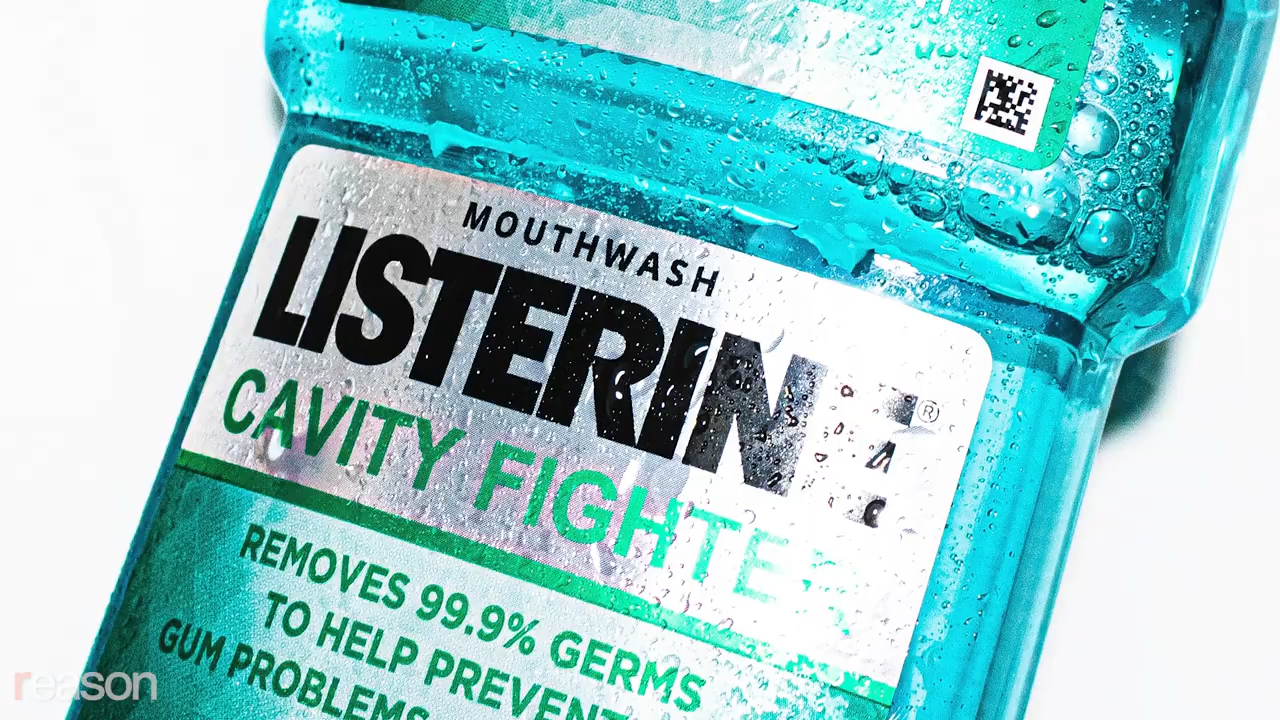 MOUTHWASH
LISTERINE®
CAVITY FIGHTER
REMOVES 99.9% GERMS
TO HELP PREVENT
GUM PROBLEMS
reason